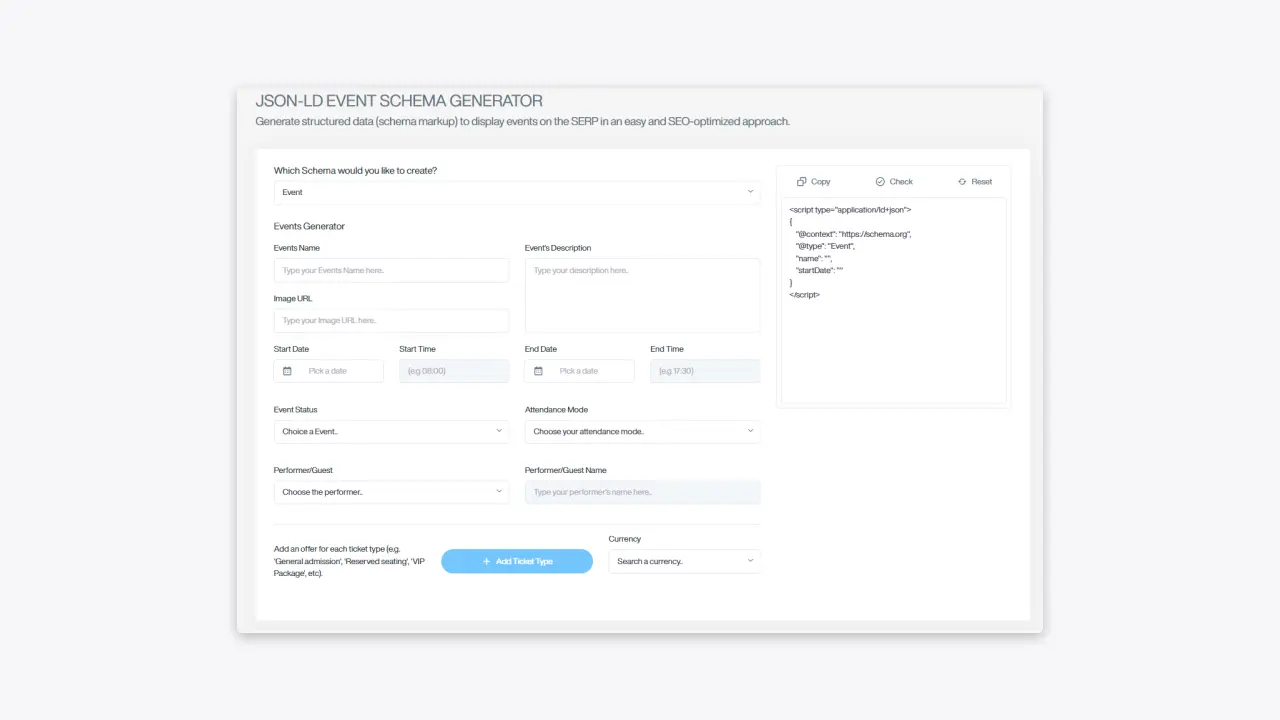 JSON-LD EVENT SCHEMA GENERATOR
Generate structured data (schema markup) to display events on the SERP in an easy and SEO-optimized approach.
Which Schema would you like to create?
Event
Events Generator
Events Name
Type your Events Name here..
Event's Description
Type your description here..
Image URL
Type your Image URL here..
Start Date
Pick a date
Start Time
(e.g 08:00)
End Date
Pick a date
End Time
(e.g 17:30)
Event Status
Choice a Event..
Attendance Mode
Choose your attendance mode..
Performer/Guest
Choose the performer..
Performer/Guest Name
Type your performer's name here..
Add an offer for each ticket type (e.g.
'General admission', 'Reserved seating', 'VIP
Package', etc).
+ Add Ticket Type
Currency
Search a currency..
Copy
Check
Reset
<script type="application/ld+json">
{
"@context": "https://schema.org",
"@type": "Event",
"name": "",
"startDate": ""
}
</script>